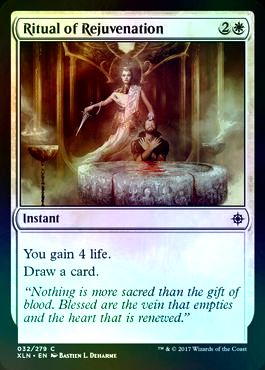 Ritual of Rejuvenation 2
Instant
You gain 4 life.
Draw a card.
"Nothing is more sacred than the gift of
blood. Blessed are the vein that empties
and the heart that is renewed."
032/279 C
XLN • EN Bastien L. Deharme
™ & © 2017 Wizards of the Coast